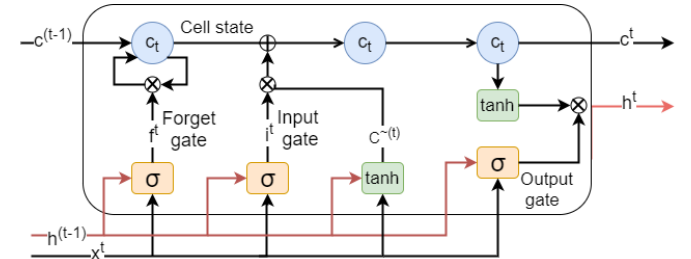 c(t-1)
ct
Cell state
ct
ct
ct
tanh
ht
Forget
gate
ft
Input
gate
it
C~(t)
σ
σ
tanh
σ
Output
gate
h(t-1)
xt